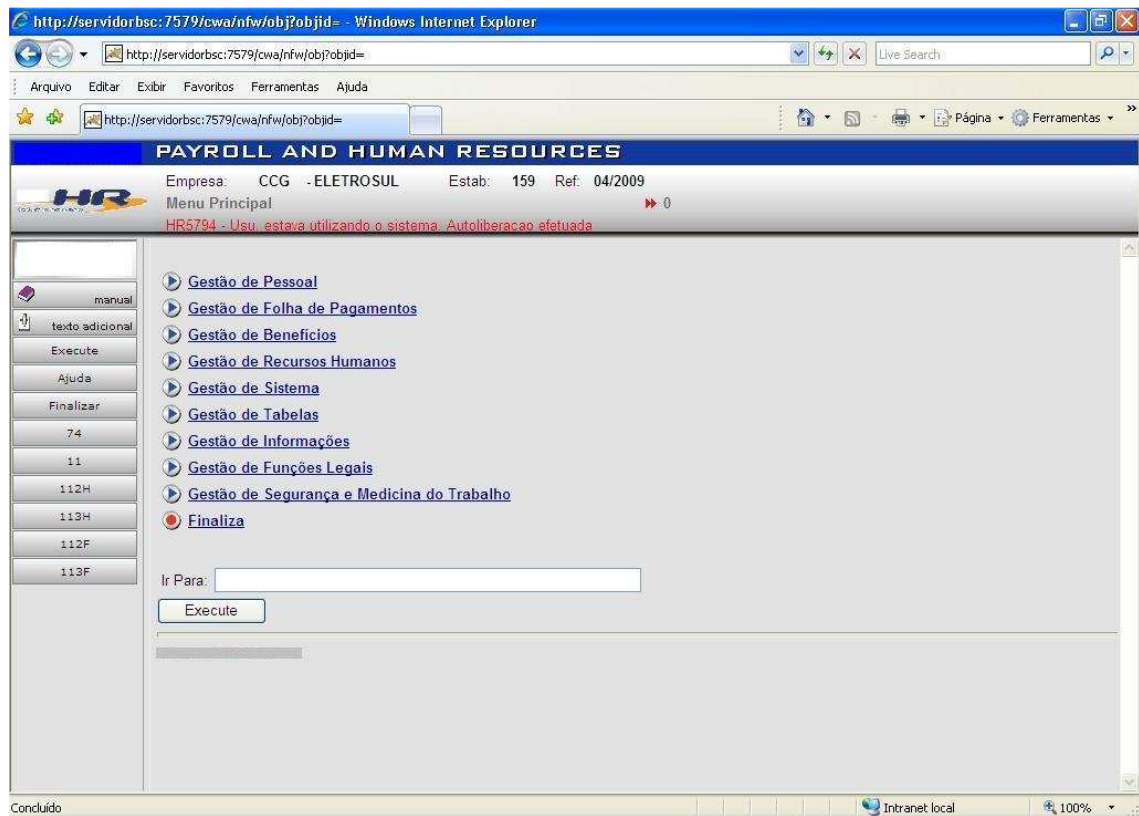 http://servidorbsc:7579/cwa/nfw/obj?objid= - Windows Internet Explorer
http://servidorbsc:7579/cwa/nfw/obj?objid=
Live Search
Arquivo Editar Exibir Favoritos Ferramentas Ajuda
http://servidorbsc:7579/cwa/nfw/obj?objid=
Página Ferramentas
PAYROLL AND HUMAN RESOURCES
Empresa: CCG - ELETROSUL Estab: 159 Ref: 04/2009
HR
Menu Principal 0
HR5794 - Usu. estava utilizando o sistema. Autoliberacao efetuada
manual
texto adicional
Execute
Ajuda
Finalizar
74
11
112H
113H
112F
113F
Gestão de Pessoal
Gestão de Folha de Pagamentos
Gestão de Benefícios
Gestão de Recursos Humanos
Gestão de Sistema
Gestão de Tabelas
Gestão de Informações
Gestão de Funções Legais
Gestão de Segurança e Medicina do Trabalho
Finaliza
Ir Para:
Execute
Concluído
Intranet local
100%